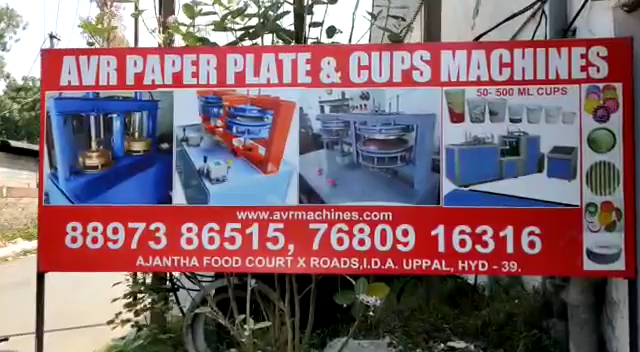 AVR PAPER PLATE & CUPS MACHINES
50- 500 ML CUPS
www.avrmachines.com
88973 86515, 76809 16316
AJANTHA FOOD COURT X ROADS,I.D.A. UPPAL, HYD - 39.